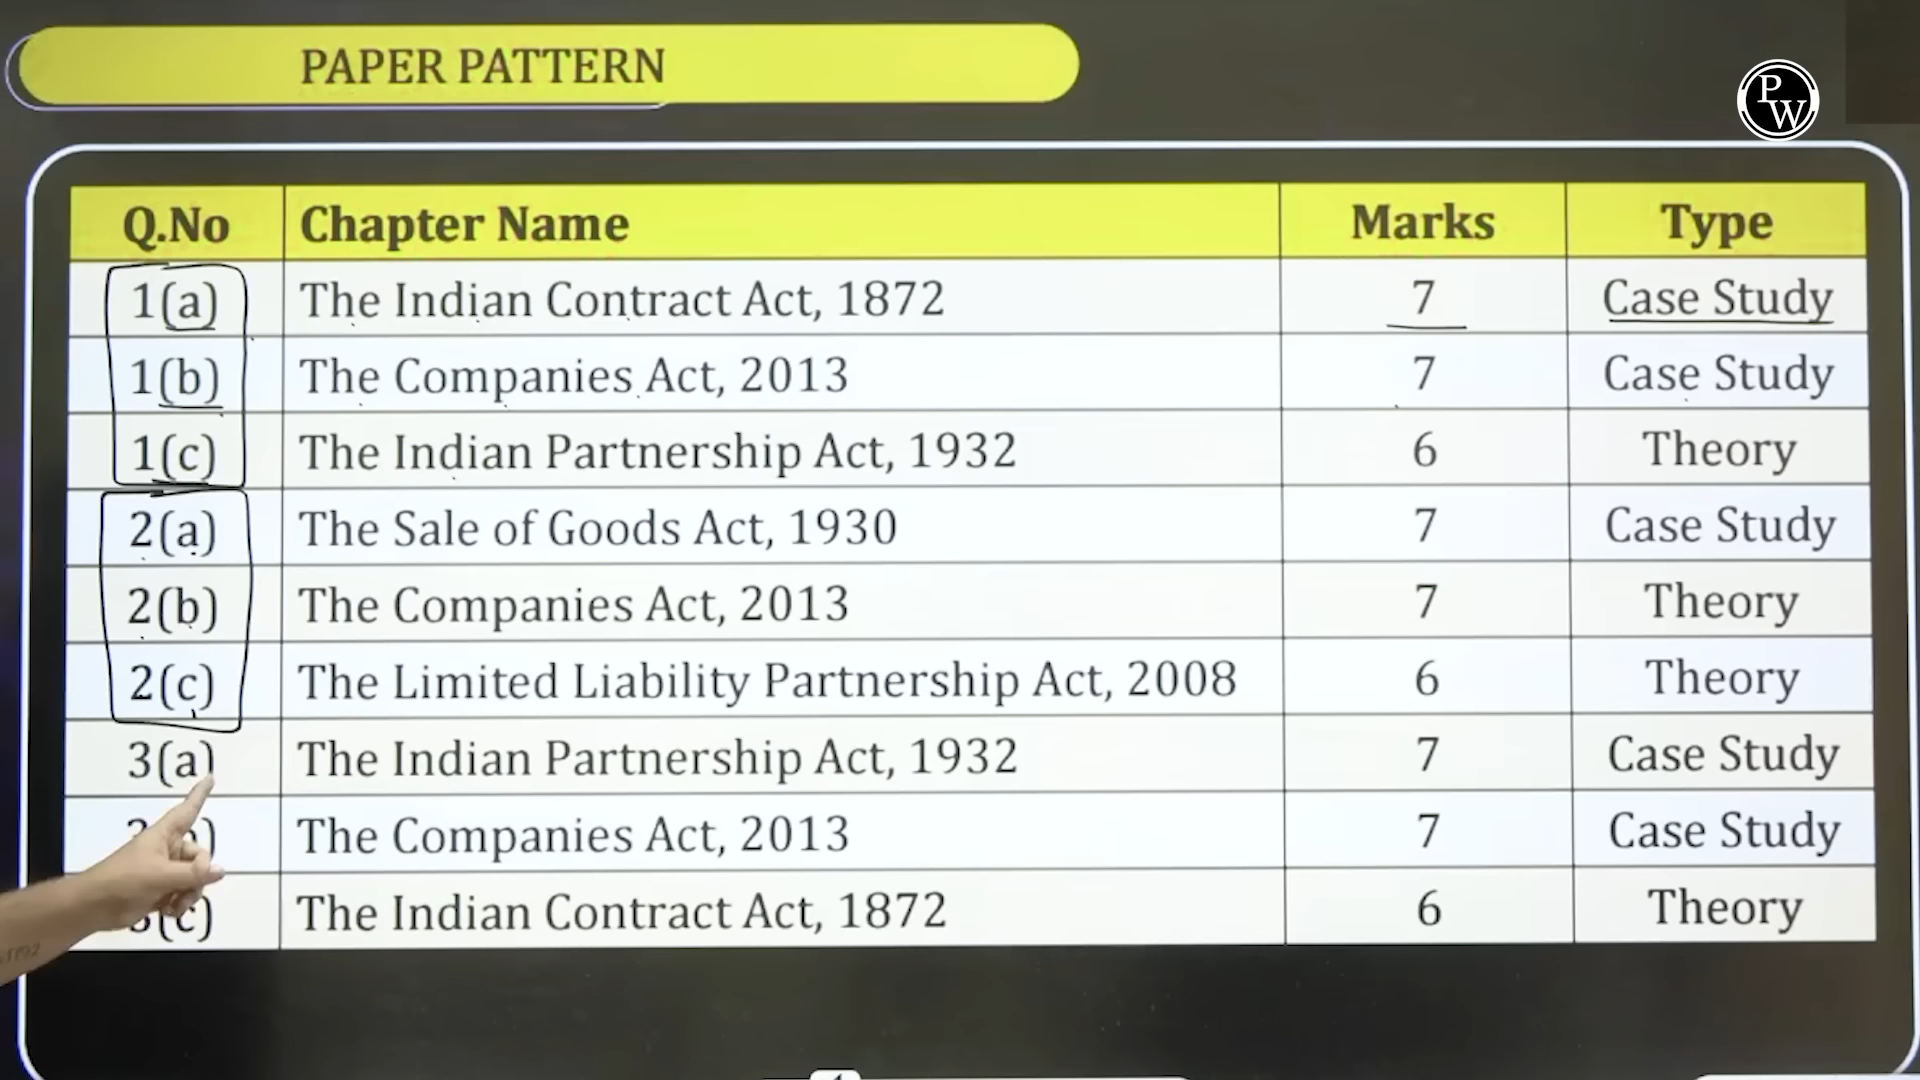 PAPER PATTERN
PW
Q.No Chapter Name Marks Type
1(a) The Indian Contract Act, 1872 7 Case Study
1(b) The Companies Act, 2013 7 Case Study
1(c) The Indian Partnership Act, 1932 6 Theory
2(a) The Sale of Goods Act, 1930 7 Case Study
2(b) The Companies Act, 2013 7 Theory
2(c) The Limited Liability Partnership Act, 2008 6 Theory
3(a) The Indian Partnership Act, 1932 7 Case Study
The Companies Act, 2013 7 Case Study
3(c) The Indian Contract Act, 1872 6 Theory